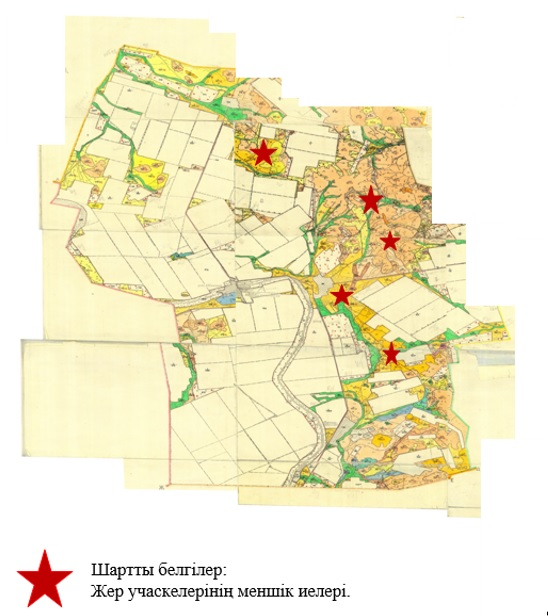 Шартты белгілер:
Жер учаскелерінің меншік иелері.